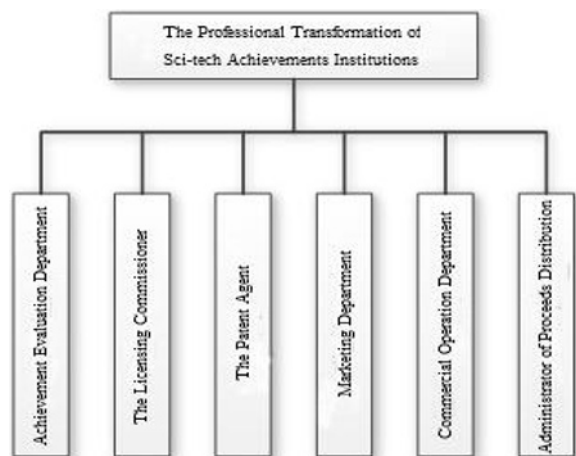 The Professional Transformation of
Sci-tech Achievements Institutions
Achievement Evaluation Department
The Licensing Commissioner
The Patent Agent
Marketing Department
Commercial Operation Department
Administrator of Proceeds Distribution